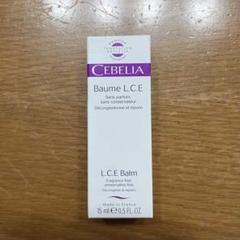 CEBELIA
Baume L.C.E
Sans parfum,
sans conservateur
Décongestionne et répare
L.C.E Balm
Fragrance free,
preservative free
Decongests & repairs
Made in France
15 ml ℮ 0.5 FL. OZ.